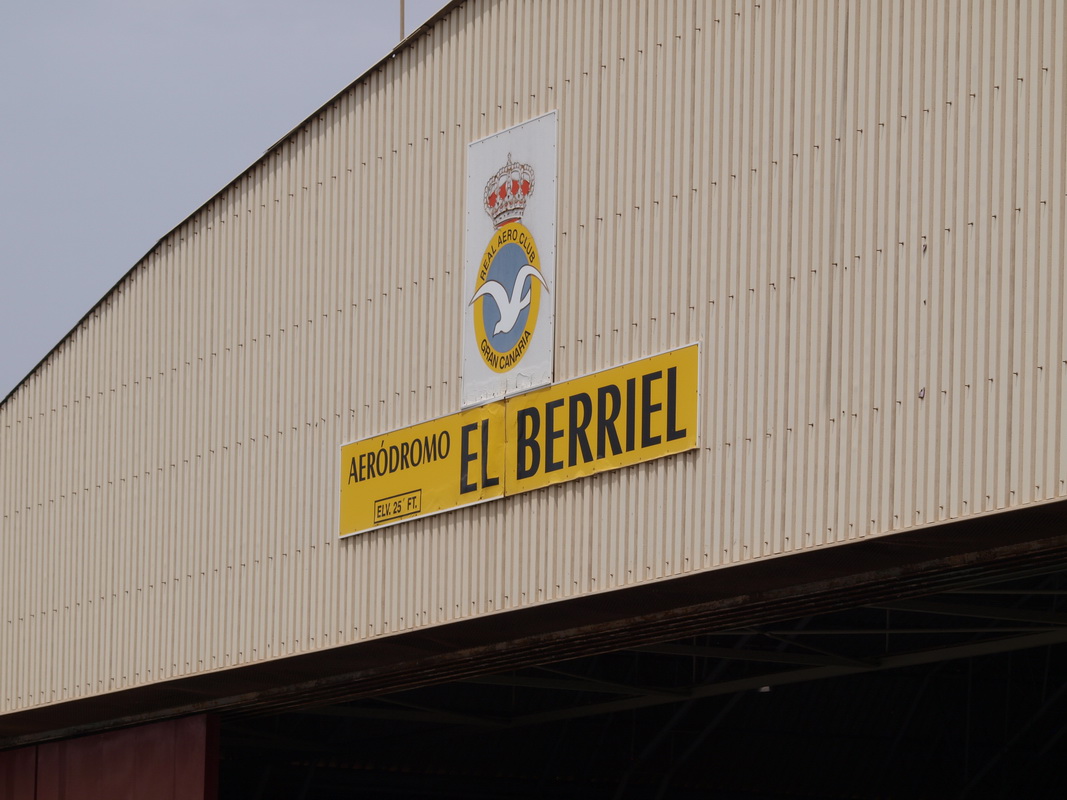 REAL AERO CLUB
GRAN CANARIA
AERÓDROMO EL BERRIEL
ELV. 25 FT.